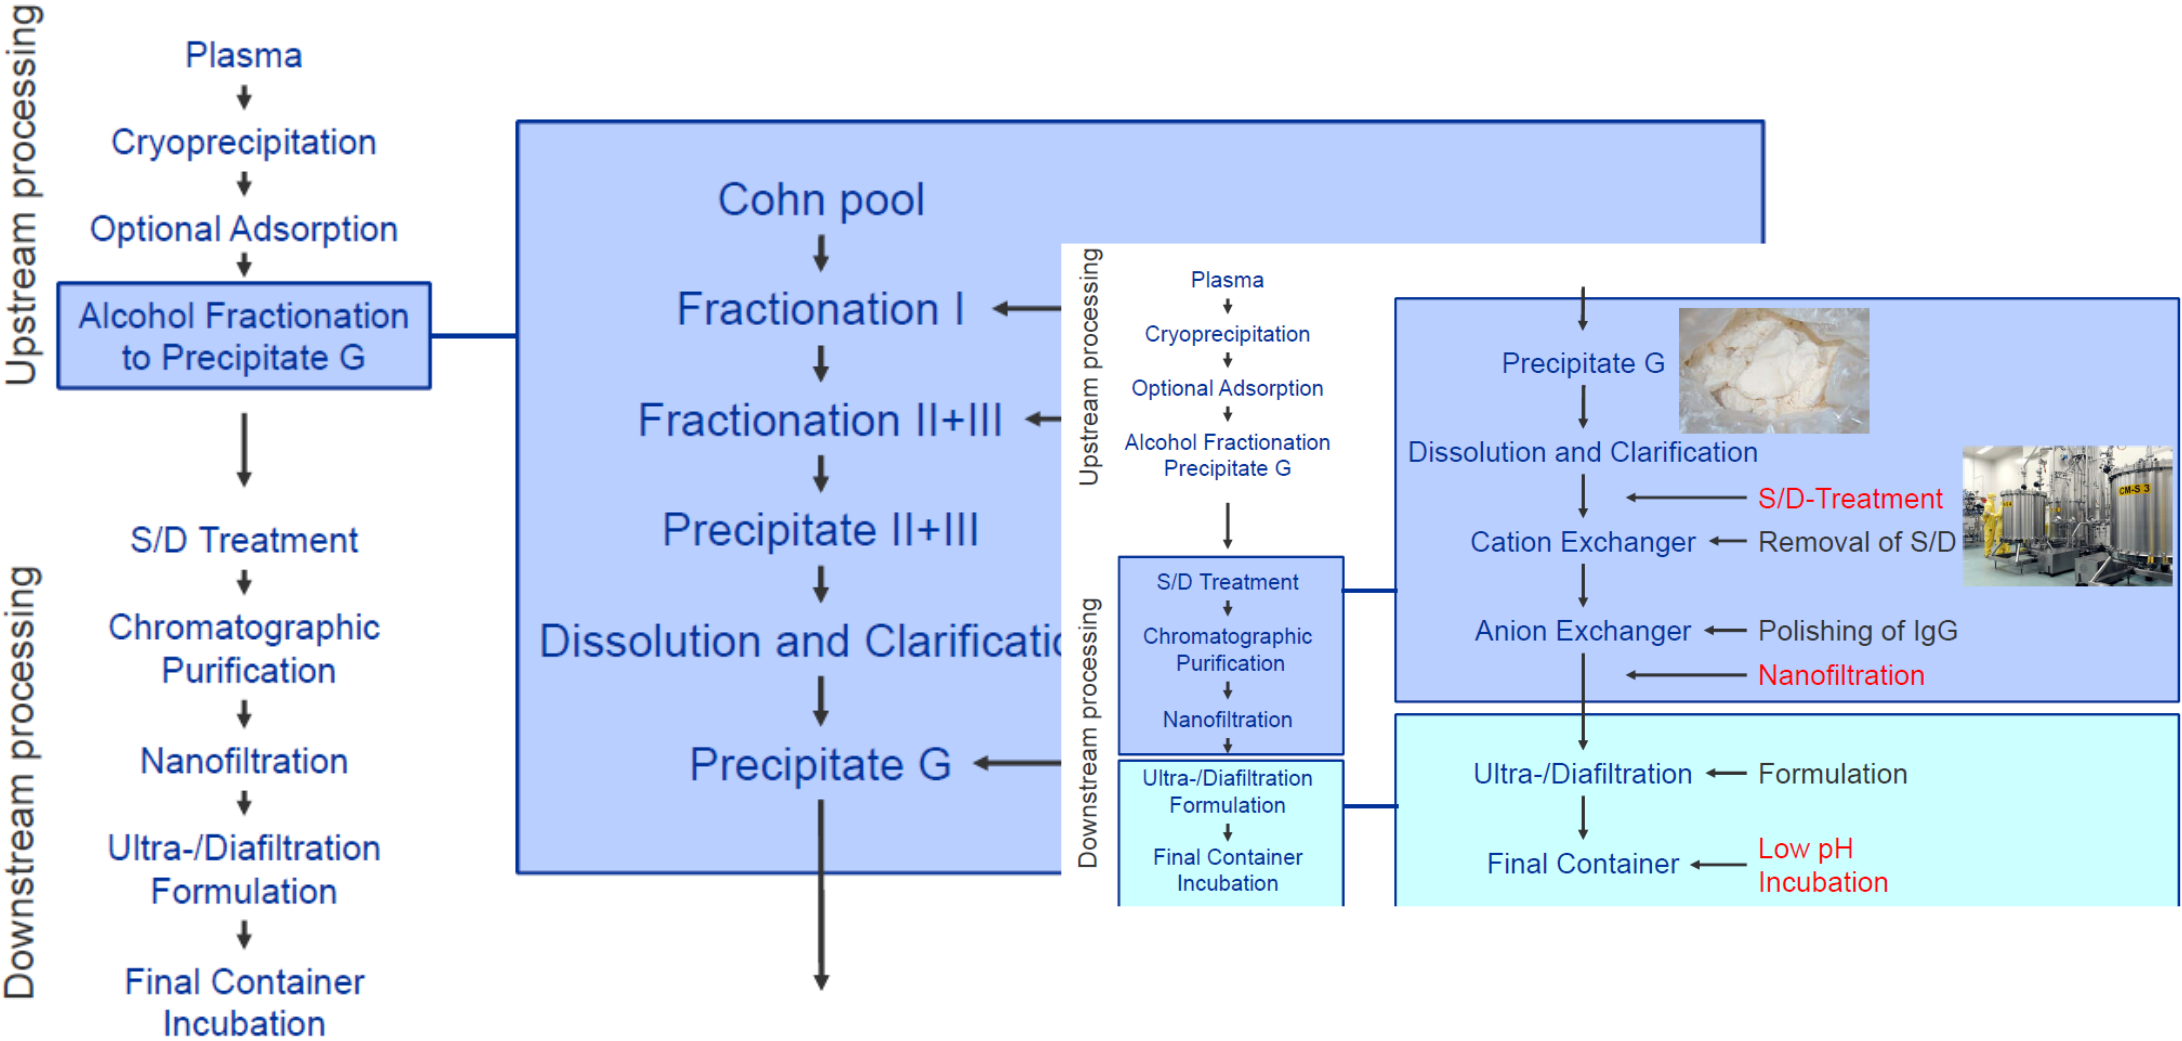 Upstream processing
Plasma
Cryoprecipitation
Optional Adsorption
Alcohol Fractionation
to Precipitate G
Downstream processing
S/D Treatment
Chromatographic
Purification
Nanofiltration
Ultra-/Diafiltration
Formulation
Final Container
Incubation
Cohn pool
Fractionation I
Fractionation II+III
Precipitate II+III
Dissolution and Clarificatio
Precipitate G
Upstream processing
Plasma
Cryoprecipitation
Optional Adsorption
Alcohol Fractionation
Precipitate G
Downstream processing
S/D Treatment
Chromatographic
Purification
Nanofiltration
Ultra-/Diafiltration
Formulation
Final Container
Incubation
Precipitate G
Dissolution and Clarification
S/D-Treatment
Cation Exchanger
Removal of S/D
CM-S 3
Anion Exchanger
Polishing of IgG
Nanofiltration
Ultra-/Diafiltration
Formulation
Final Container
Low pH
Incubation